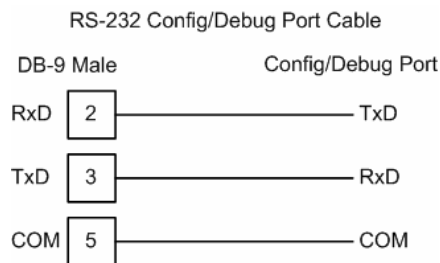 RS-232 Config/Debug Port Cable
DB-9 Male Config/Debug Port
RxD 2 TxD
TxD 3 RxD
COM 5 COM